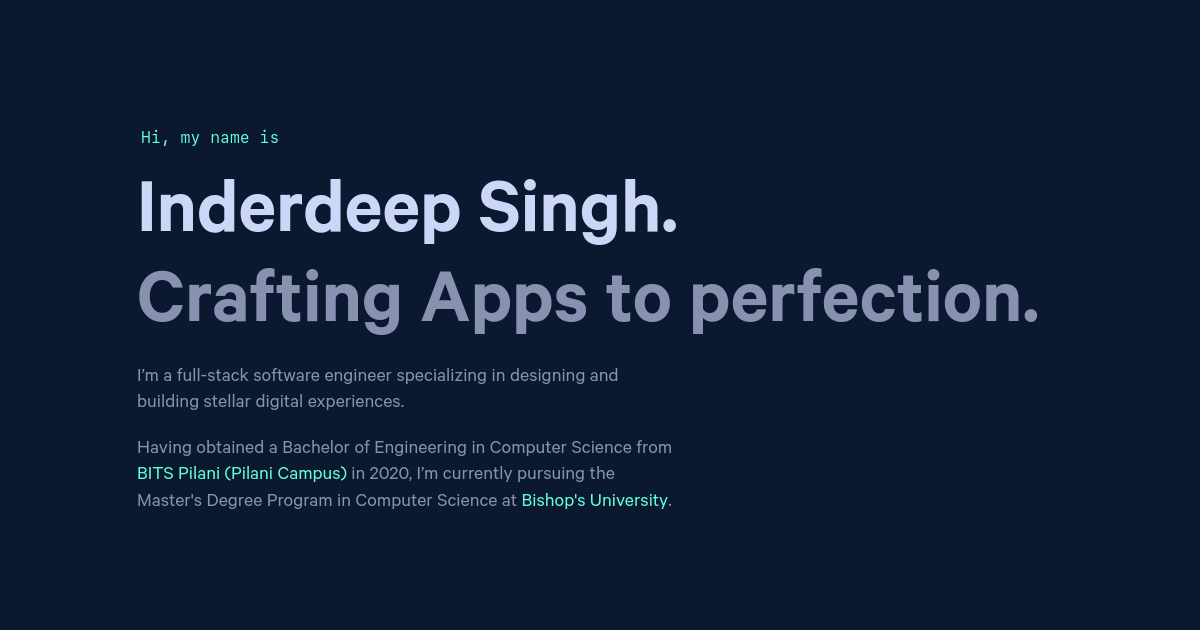 Hi, my name is
Inderdeep Singh.
Crafting Apps to perfection.
I’m a full-stack software engineer specializing in designing and
building stellar digital experiences.
Having obtained a Bachelor of Engineering in Computer Science from
BITS Pilani (Pilani Campus) in 2020, I’m currently pursuing the
Master's Degree Program in Computer Science at Bishop's University.